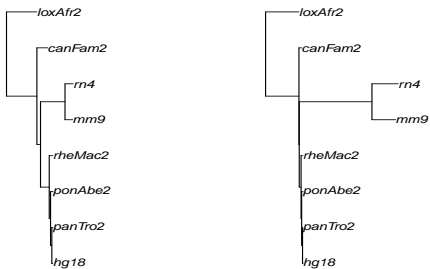 loxAfr2
canFam2
rn4
mm9
rheMac2
ponAbe2
panTro2
hg18
loxAfr2
canFam2
rn4
mm9
rheMac2
ponAbe2
panTro2
hg18